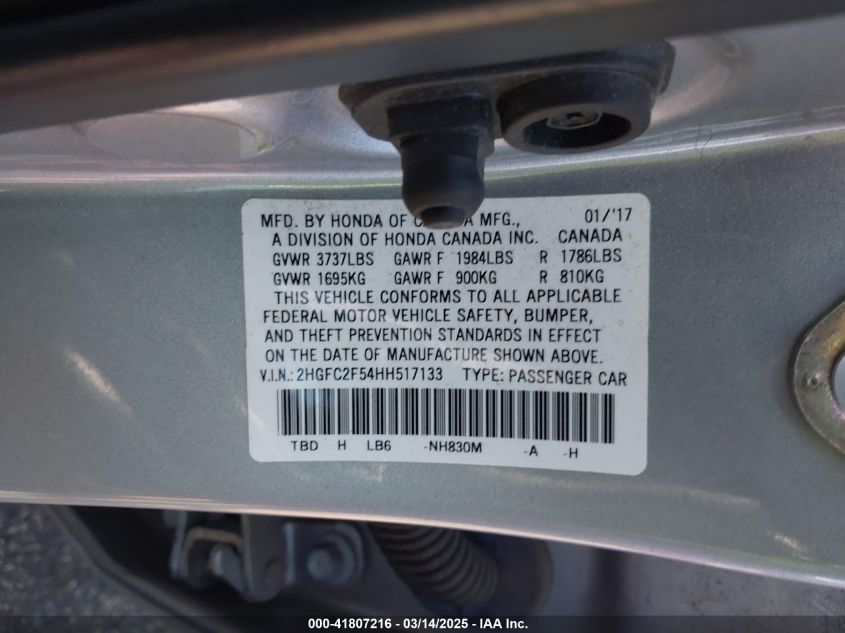 MFD. BY HONDA OF C A MFG., 01/'17
A DIVISION OF HONDA CANADA INC. CANADA
GVWR 3737LBS GAWR F 1984LBS R 1786LBS
GVWR 1695KG GAWR F 900KG R 810KG
THIS VEHICLE CONFORMS TO ALL APPLICABLE
FEDERAL MOTOR VEHICLE SAFETY, BUMPER,
AND THEFT PREVENTION STANDARDS IN EFFECT
ON THE DATE OF MANUFACTURE SHOWN ABOVE.
V.I.N.: 2HGFC2F54HH517133 TYPE: PASSENGER CAR
TBD H LB6 -NH830M -A -H
000-41807216 - 03/14/2025 - IAA Inc.